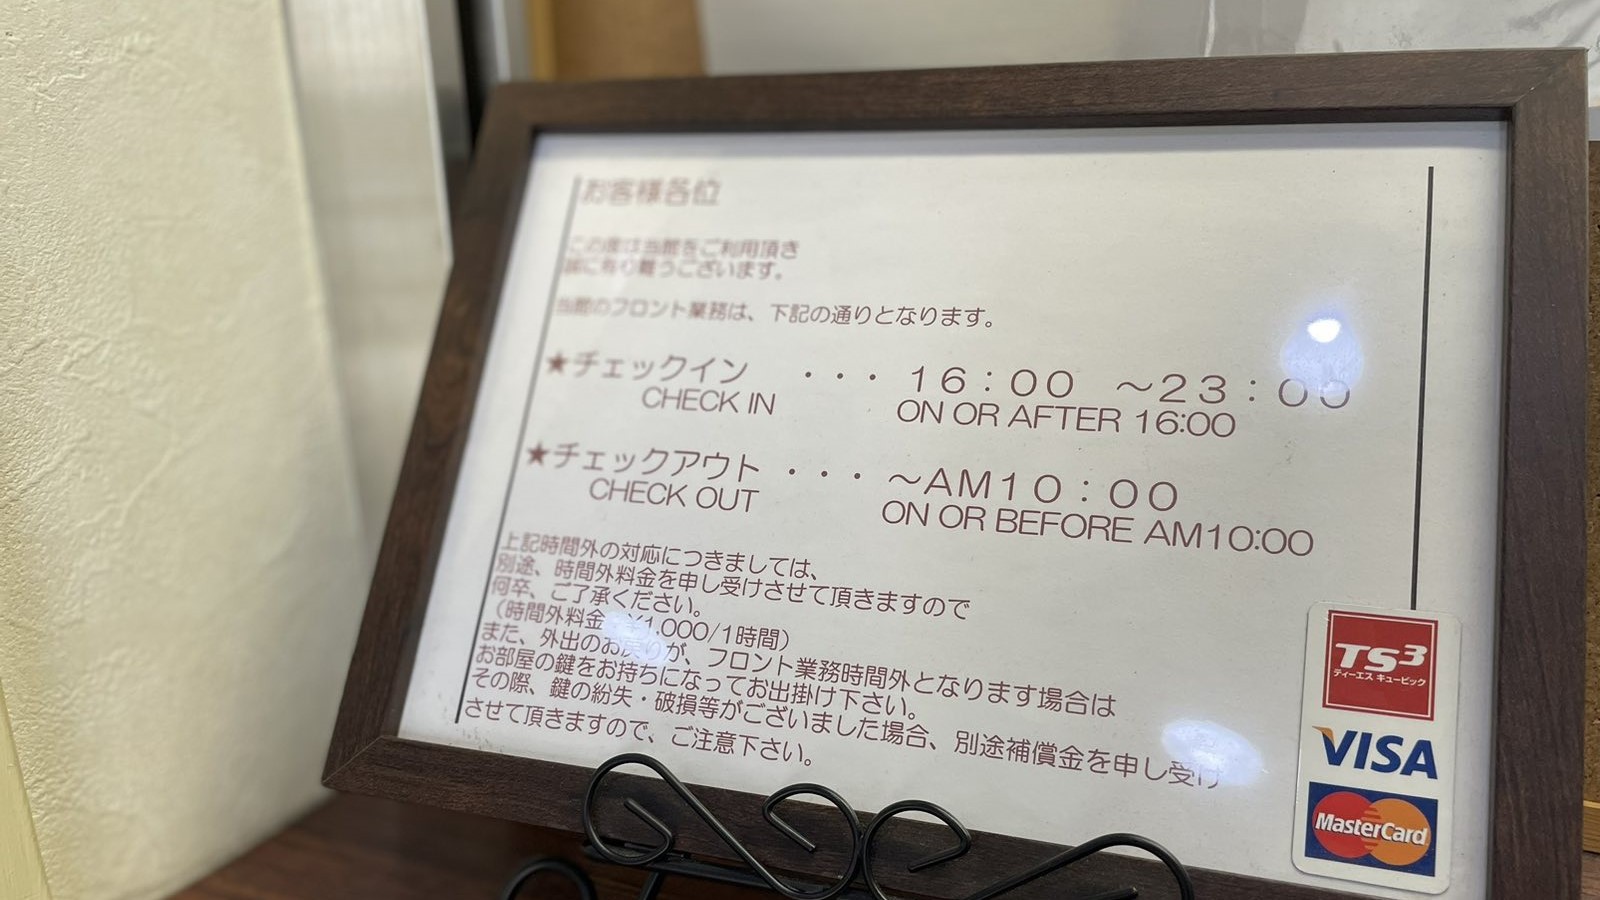 お客様各位
この度は当館をご利用頂き
誠に有り難うございます。
当館のフロント業務は、下記の通りとなります。
★チェックイン ・・・ 16：00 ～23：00
CHECK IN ON OR AFTER 16:00
★チェックアウト ・・・ ～AM10：00
CHECK OUT ON OR BEFORE AM10:00
上記時間外の対応につきましては、
別途、時間外料金を申し受けさせて頂きますので
何卒、ご了承ください。
（時間外料金 ¥1,000/1時間）
また、外出のお戻りが、フロント業務時間外となります場合は
お部屋の鍵をお持ちになってお出掛け下さい。
その際、鍵の紛失・破損等がございました場合、別途補償金を申し受け
させて頂きますので、ご注意下さい。
TS3
ティーエス キュービック
VISA
MasterCard